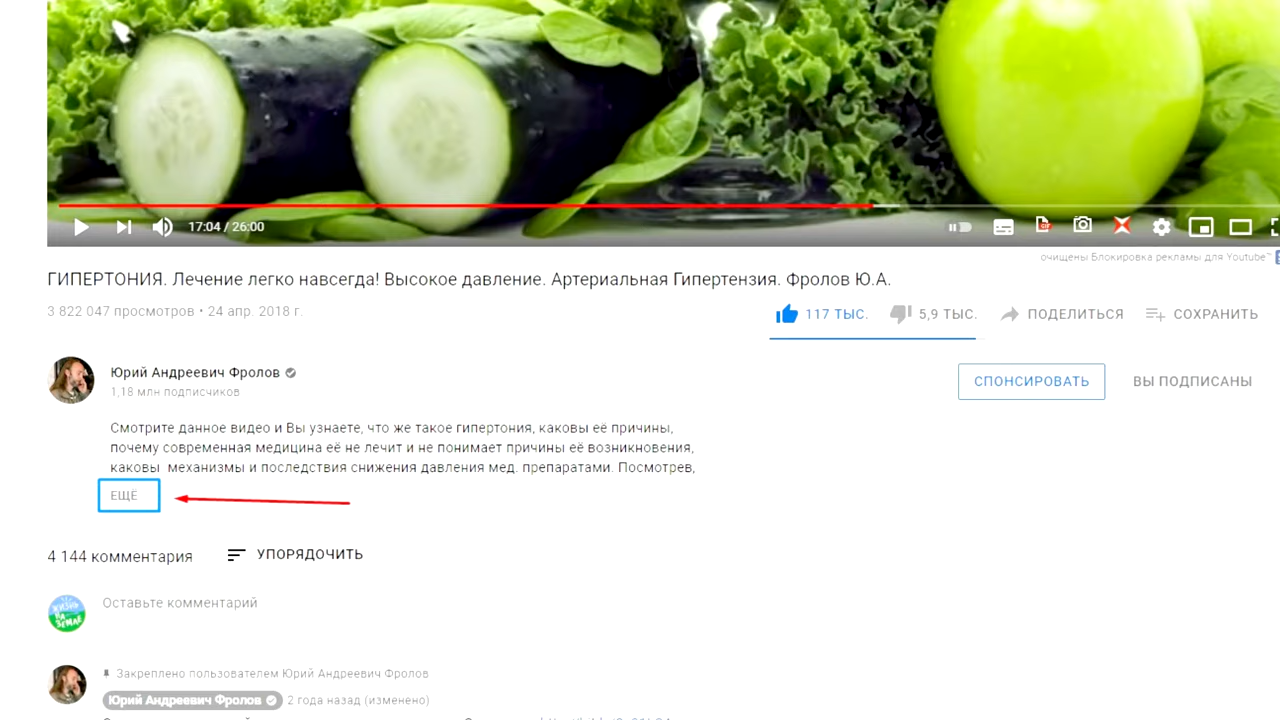 17:04 / 26:00
очищены Блокировка рекламы для Youtube™
ГИПЕРТОНИЯ. Лечение легко навсегда! Высокое давление. Артериальная Гипертензия. Фролов Ю.А.
3 822 047 просмотров • 24 апр. 2018 г.
117 ТЫС. 5,9 ТЫС. ПОДЕЛИТЬСЯ СОХРАНИТЬ
Юрий Андреевич Фролов
1,18 млн подписчиков
СПОНСИРОВАТЬ ВЫ ПОДПИСАНЫ
Смотрите данное видео и Вы узнаете, что же такое гипертония, каковы её причины,
почему современная медицина её не лечит и не понимает причины её возникновения,
каковы механизмы и последствия снижения давления мед. препаратами. Посмотрев,
ЕЩЁ
4 144 комментария УПОРЯДОЧИТЬ
ЖИЗНЬ
НА
ЗЕМЛЕ
Оставьте комментарий
Закреплено пользователем Юрий Андреевич Фролов
Юрий Андреевич Фролов 2 года назад (изменено)